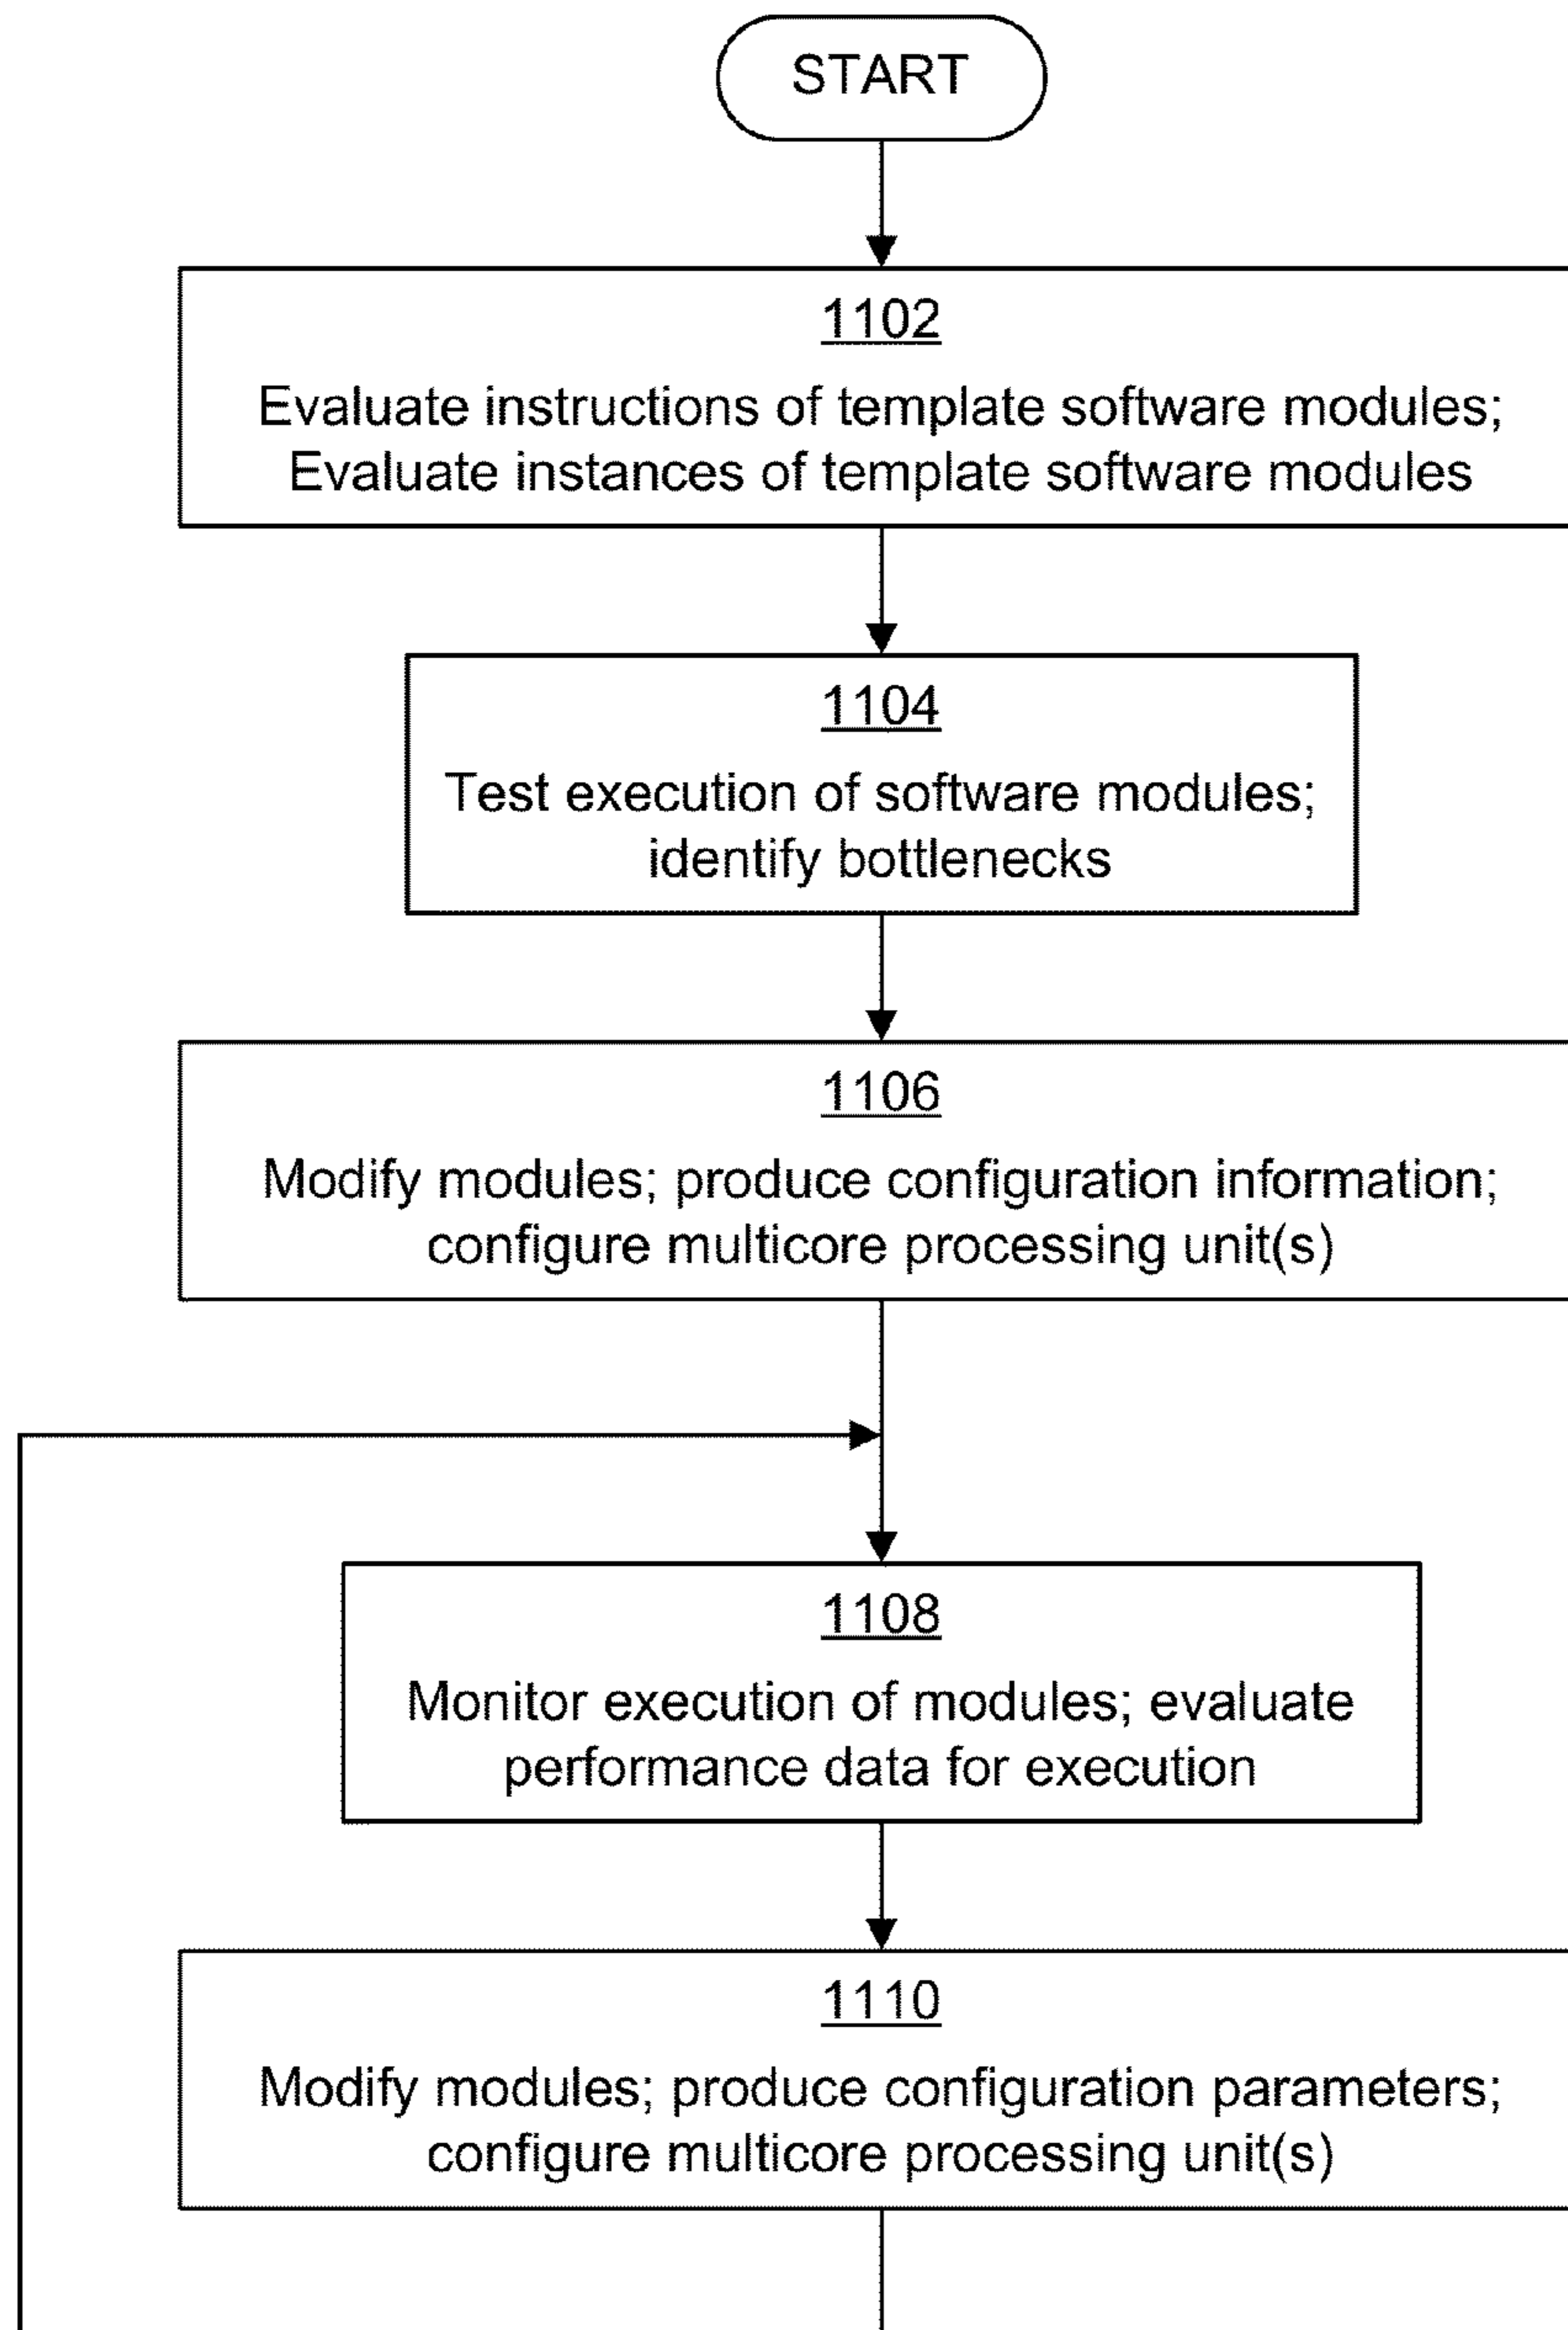 START
1102
Evaluate instructions of template software modules;
Evaluate instances of template software modules
1104
Test execution of software modules;
identify bottlenecks
1106
Modify modules; produce configuration information;
configure multicore processing unit(s)
1108
Monitor execution of modules; evaluate
performance data for execution
1110
Modify modules; produce configuration parameters;
configure multicore processing unit(s)